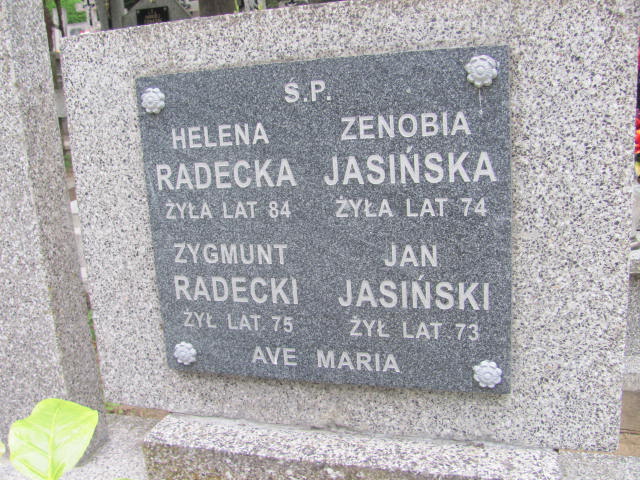 Ś.P.
HELENA
RADECKA
ŻYŁA LAT 84
ZENOBIA
JASIŃSKA
ŻYŁA LAT 74
ZYGMUNT
RADECKI
ŻYŁ LAT 75
JAN
JASIŃSKI
ŻYŁ LAT 73
AVE MARIA